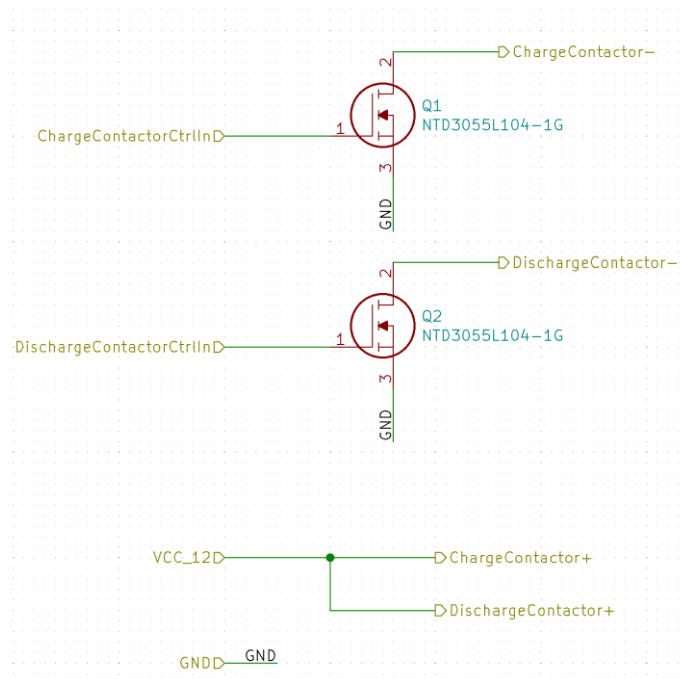 2
ChargeContactor-
Q1
NTD3055L104-1G
ChargeContactorCtrlIn
1
3
GND
2
DischargeContactor-
Q2
NTD3055L104-1G
DischargeContactorCtrlIn
1
3
GND
VCC_12
ChargeContactor+
DischargeContactor+
GND
GND